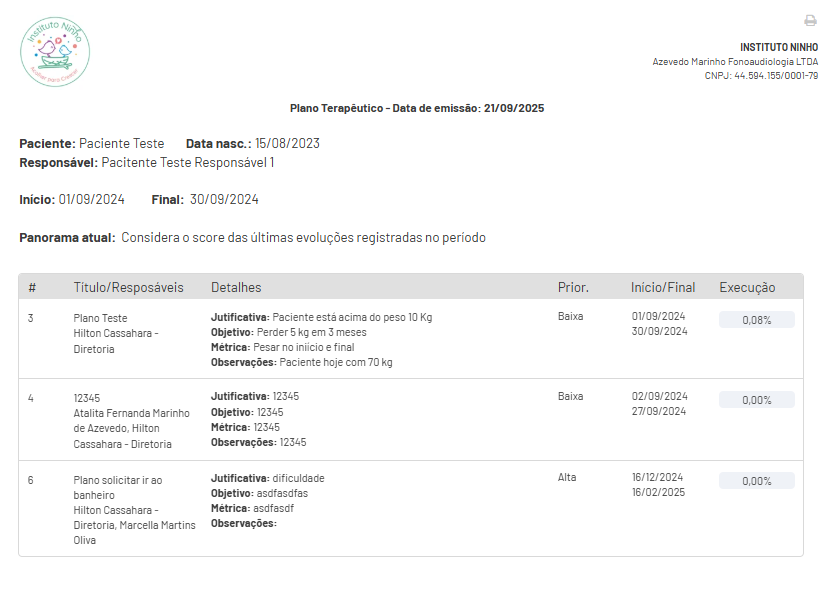 Instituto Ninho
Acolher para Crescer
INSTITUTO NINHO
Azevedo Marinho Fonoaudiologia LTDA
CNPJ: 44.594.155/0001-79
Plano Terapêutico - Data de emissão: 21/09/2025
Paciente: Paciente Teste Data nasc.: 15/08/2023
Responsável: Pacitente Teste Responsável 1
Início: 01/09/2024 Final: 30/09/2024
Panorama atual: Considera o score das últimas evoluções registradas no período
# Título/Resposáveis Detalhes Prior. Início/Final Execução
3 Plano Teste Jutificativa: Paciente está acima do peso 10 Kg Baixa 01/09/2024 0,08%
Hilton Cassahara - Objetivo: Perder 5 kg em 3 meses 30/09/2024
Diretoria Métrica: Pesar no iniício e final
Observações: Paciente hoje com 70 kg
4 12345 Jutificativa: 12345 Baixa 02/09/2024 0,00%
Atalita Fernanda Marinho Objetivo: 12345 27/09/2024
de Azevedo, Hilton Métrica: 12345
Cassahara - Diretoria Observações: 12345
6 Plano solicitar ir ao Jutificativa: dificuldade Alta 16/12/2024 0,00%
banheiro Objetivo: asdfasdfas 16/02/2025
Hilton Cassahara - Métrica: asdfasdf
Diretoria, Marcella Martins Observações:
Oliva